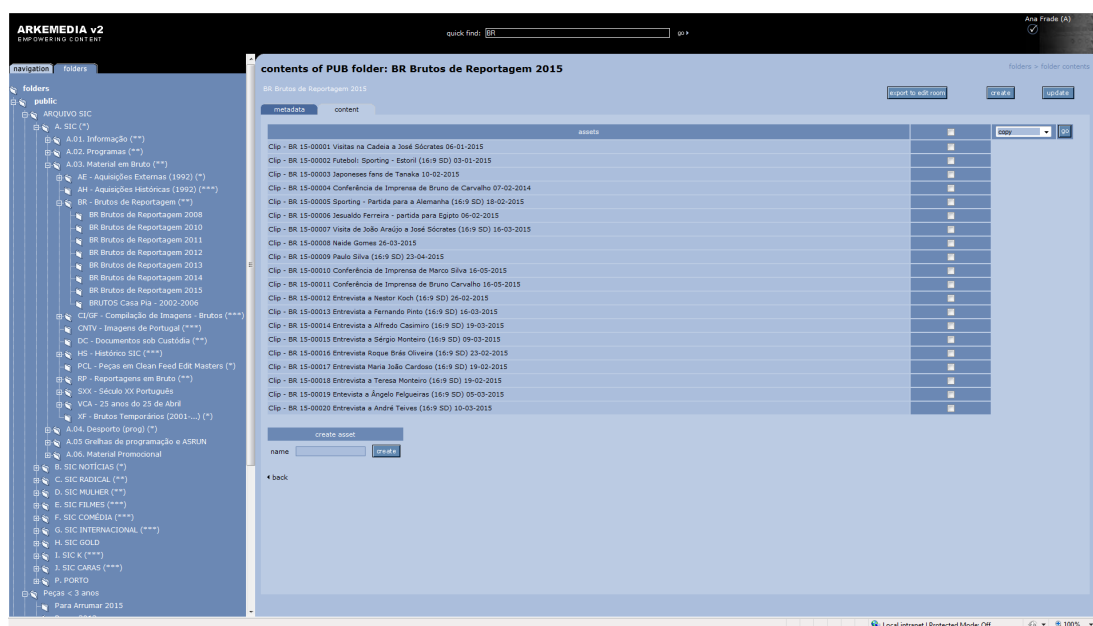 ARKEMEDIA v2
EMPOWERING CONTENT
quick find: BR go
Ana Frade (A)
navigation folders
folders
public
ARQUIVO SIC
A. SIC (*)
A.01. Informação (**)
A.02. Programas (**)
A.03. Material em Bruto (**)
AE - Aquisições Externas (1992) (*)
AH - Aquisições Históricas (1992) (***)
BR - Brutos de Reportagem (**)
BR Brutos de Reportagem 2008
BR Brutos de Reportagem 2010
BR Brutos de Reportagem 2011
BR Brutos de Reportagem 2012
BR Brutos de Reportagem 2013
BR Brutos de Reportagem 2014
BR Brutos de Reportagem 2015
BRUTOS Casa Pia - 2002-2006
CI/GF - Compilação de Imagens - Brutos (***)
CNTV - Imagens de Portugal (***)
DC - Documentos sob Custódia (**)
HS - Histórico SIC (***)
PCL - Peças em Clean Feed Edit Masters (*)
RP - Reportagens em Bruto (**)
SXX - Século XX Português
VCA - 25 anos do 25 de Abril
XF - Brutos Temporários (2001-...) (*)
A.04. Desporto (prog) (*)
A.05 Grelhas de programação e ASRUN
A.06. Material Promocional
B. SIC NOTÍCIAS (*)
C. SIC RADICAL (**)
D. SIC MULHER (**)
E. SIC FILMES (***)
F. SIC COMÉDIA (***)
G. SIC INTERNACIONAL (***)
H. SIC GOLD
I. SIC K (***)
J. SIC CARAS (***)
P. PORTO
Peças < 3 anos
Para Arrumar 2015
contents of PUB folder: BR Brutos de Reportagem 2015
folders > folder contents
BR Brutos de Reportagem 2015
export to edit room create update
metadata content
assets copy go
Clip - BR 15-00001 Visitas na Cadeia a José Sócrates 06-01-2015
Clip - BR 15-00002 Futebol: Sporting - Estoril (16:9 SD) 03-01-2015
Clip - BR 15-00003 Japoneses fans de Tanaka 10-02-2015
Clip - BR 15-00004 Conferência de Imprensa de Bruno de Carvalho 07-02-2014
Clip - BR 15-00005 Sporting - Partida para a Alemanha (16:9 SD) 18-02-2015
Clip - BR 15-00006 Jesualdo Ferreira - partida para Egipto 06-02-2015
Clip - BR 15-00007 Visita de João Araújo a José Sócrates (16:9 SD) 16-03-2015
Clip - BR 15-00008 Naide Gomes 26-03-2015
Clip - BR 15-00009 Paulo Silva (16:9 SD) 23-04-2015
Clip - BR 15-00010 Conferência de Imprensa de Marco Silva 16-05-2015
Clip - BR 15-00011 Conferência de Imprensa de Bruno Carvalho 16-05-2015
Clip - BR 15-00012 Entrevista a Nestor Koch (16:9 SD) 26-02-2015
Clip - BR 15-00013 Entrevista a Fernando Pinto (16:9 SD) 16-03-2015
Clip - BR 15-00014 Entrevista a Alfredo Casimiro (16:9 SD) 19-03-2015
Clip - BR 15-00015 Entrevista a Sérgio Monteiro (16:9 SD) 09-03-2015
Clip - BR 15-00016 Entrevista Roque Brás Oliveira (16:9 SD) 23-02-2015
Clip - BR 15-00017 Entrevista Maria João Cardoso (16:9 SD) 19-02-2015
Clip - BR 15-00018 Entrevista a Teresa Monteiro (16:9 SD) 19-02-2015
Clip - BR 15-00019 Entevista a Ângelo Felgueiras (16:9 SD) 05-03-2015
Clip - BR 15-00020 Entrevista a André Teives (16:9 SD) 10-03-2015
create asset
name create
back
Local intranet | Protected Mode: Off 100%